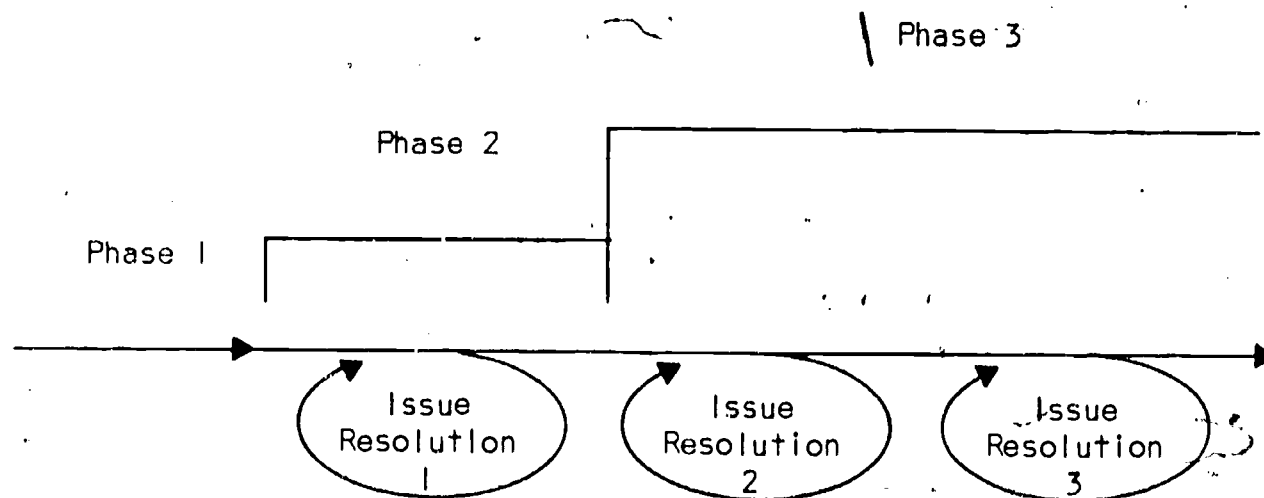 Phase 3
Phase 2
Phase 1
Issue
Resolution
1
Issue
Resolution
2
Issue
Resolution
3